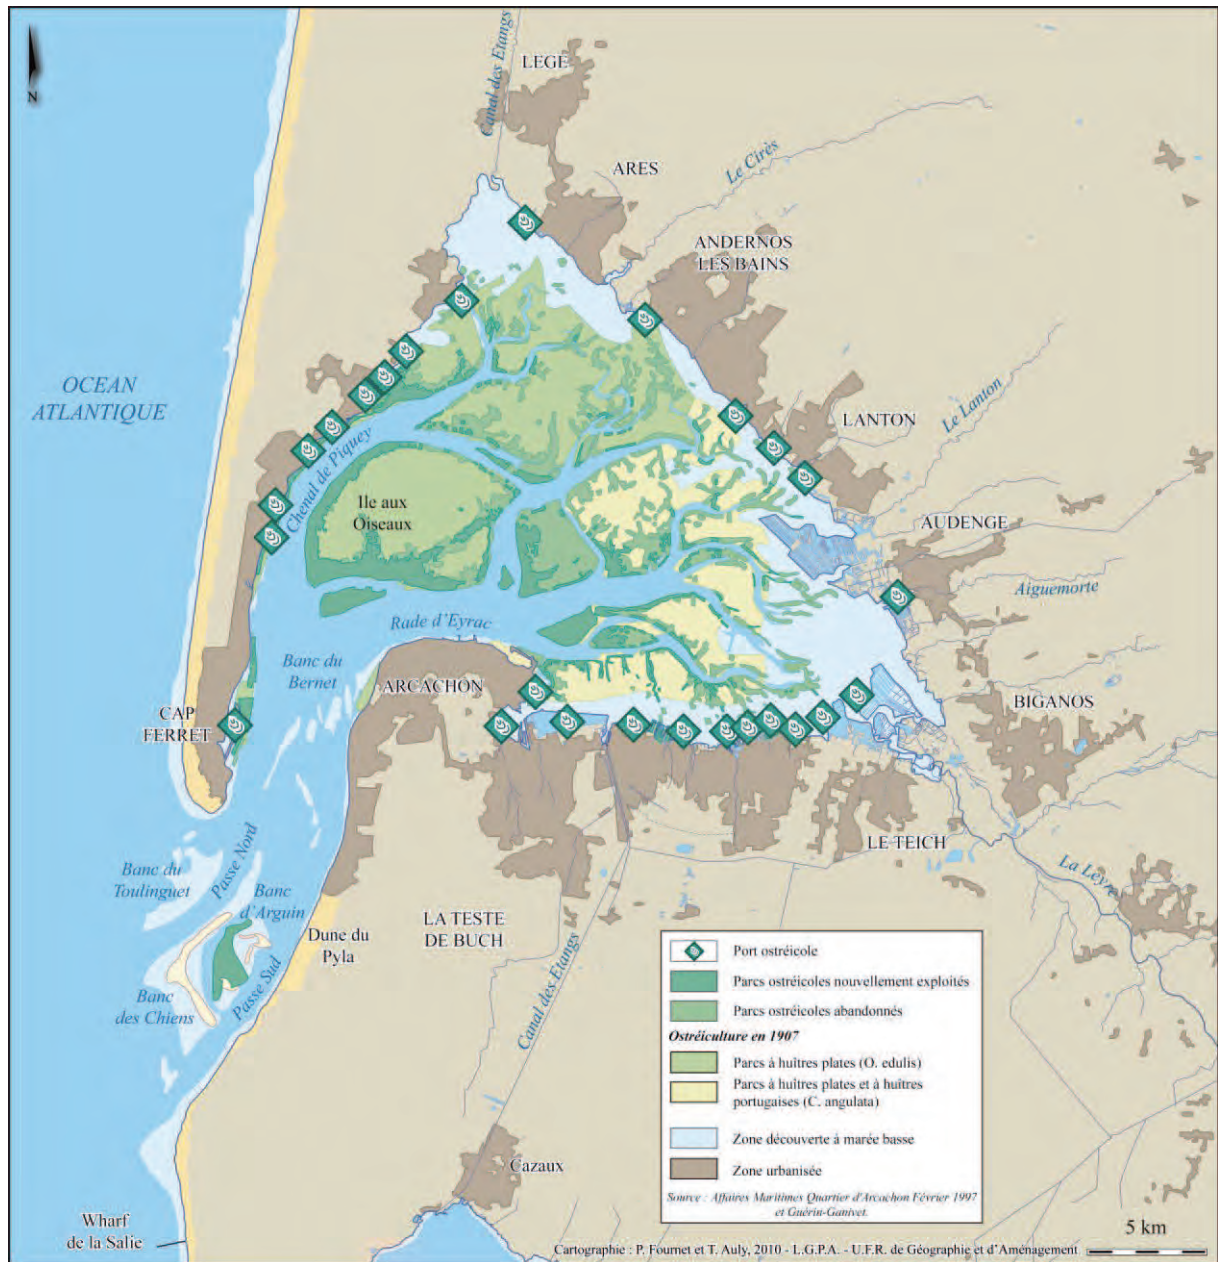 N
Canal des Etangs
LEGE
ARES
Le Cirès
ANDERNOS
LES BAINS
OCEAN
ATLANTIQUE
LANTON
Le Lanton
Chenal de Piquey
Ile aux
Oiseaux
AUDENGE
Aiguemorte
Rade d'Eyrac
Banc du
Bernet
ARCACHON
BIGANOS
CAP
FERRET
LE TEICH
La Leyre
Passe Nord
Banc du
Toulinguet
Banc
d'Arguin
LA TESTE
DE BUCH
Dune du
Pyla
Passe Sud
Banc
des Chiens
Canal des Etangs
Cazaux
Wharf
de la Salie
Port ostréicole
Parcs ostréicoles nouvellement exploités
Parcs ostréicoles abandonnés
Ostréiculture en 1907
Parcs à huîtres plates (O. edulis)
Parcs à huîtres plates et à huîtres
portugaises (C. angulata)
Zone découverte à marée basse
Zone urbanisée
Source : Affaires Maritimes Quartier d'Arcachon Février 1997
et Guérin-Ganivet.
5 km
Cartographie : P. Fournet et T. Auly, 2010 - L.G.P.A. - U.F.R. de Géographie et d'Aménagement